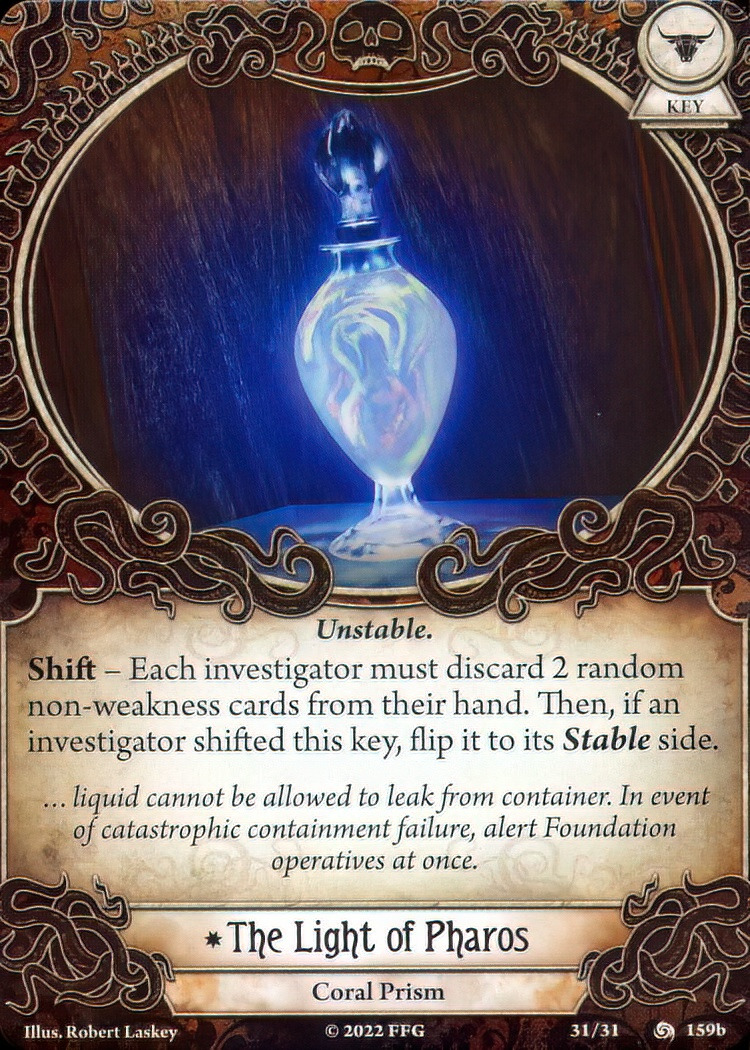 KEY
Unstable.
Shift – Each investigator must discard 2 random
non-weakness cards from their hand. Then, if an
investigator shifted this key, flip it to its Stable side.
… liquid cannot be allowed to leak from container. In event
of catastrophic containment failure, alert Foundation
operatives at once.
✷The Light of Pharos
Coral Prism
Illus. Robert Laskey © 2022 FFG 31/31 159b